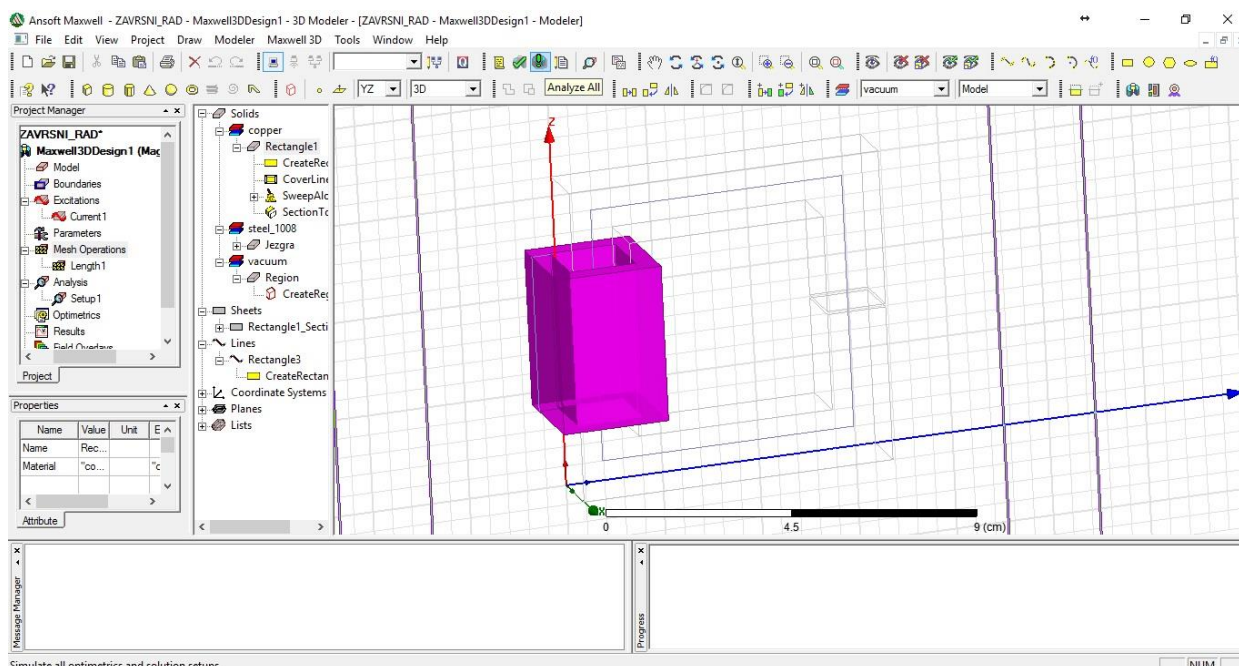 Ansoft Maxwell - ZAVRSNI_RAD - Maxwell3DDesign1 - 3D Modeler - [ZAVRSNI_RAD - Maxwell3DDesign1 - Modeler]
File Edit View Project Draw Modeler Maxwell 3D Tools Window Help
YZ 3D Analyze All vacuum Model
Project Manager
ZAVRSNI_RAD*
Maxwell3DDesign1 (Mag
Model
Boundaries
Excitations
Current1
Parameters
Mesh Operations
Length1
Analysis
Setup1
Optimetrics
Results
Field Overlays
Project
Properties
Name Value Unit E
Name Rec...
Material "co... "c
Attribute
Solids
copper
Rectangle1
CreateRec
CoverLine
SweepAlc
SectionTo
steel_1008
Jezgra
vacuum
Region
CreateReg
Sheets
Rectangle1_Secti
Lines
Rectangle3
CreateRectan
Coordinate Systems
Planes
Lists
Z
X
0 4.5 9 (cm)
Message Manager
Progress
Simulate all optimetrics and solution setups
NUM